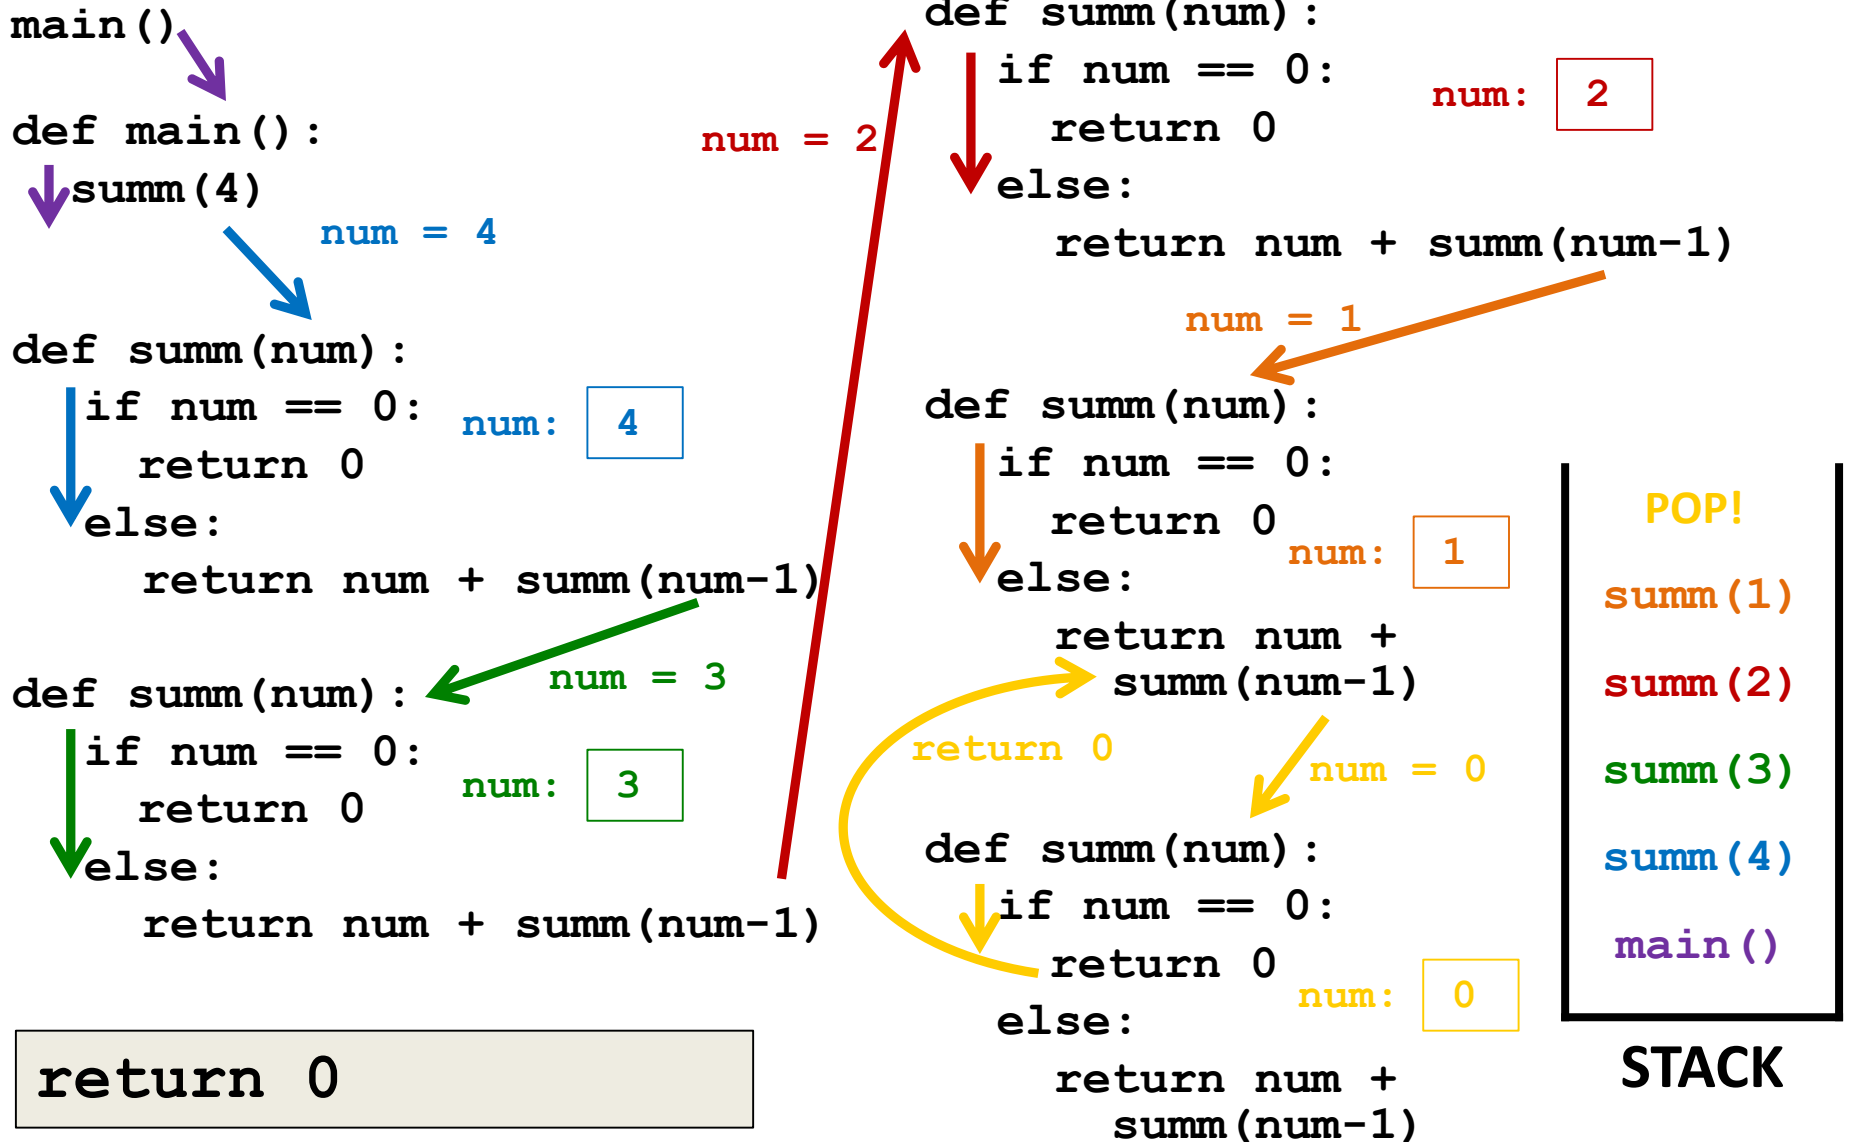 main()
def main():
summ(4)
num = 4
def summ(num):
if num == 0:
num: 4
return 0
else:
return num + summ(num-1)
num = 3
def summ(num):
if num == 0:
num: 3
return 0
else:
return num + summ(num-1)
return 0
num = 2
def summ(num):
if num == 0:
num: 2
return 0
else:
return num + summ(num-1)
num = 1
def summ(num):
if num == 0:
return 0
num: 1
else:
return num +
summ(num-1)
return 0
num = 0
def summ(num):
if num == 0:
return 0
num: 0
else:
return num +
summ(num-1)
POP!
summ(1)
summ(2)
summ(3)
summ(4)
main()
STACK